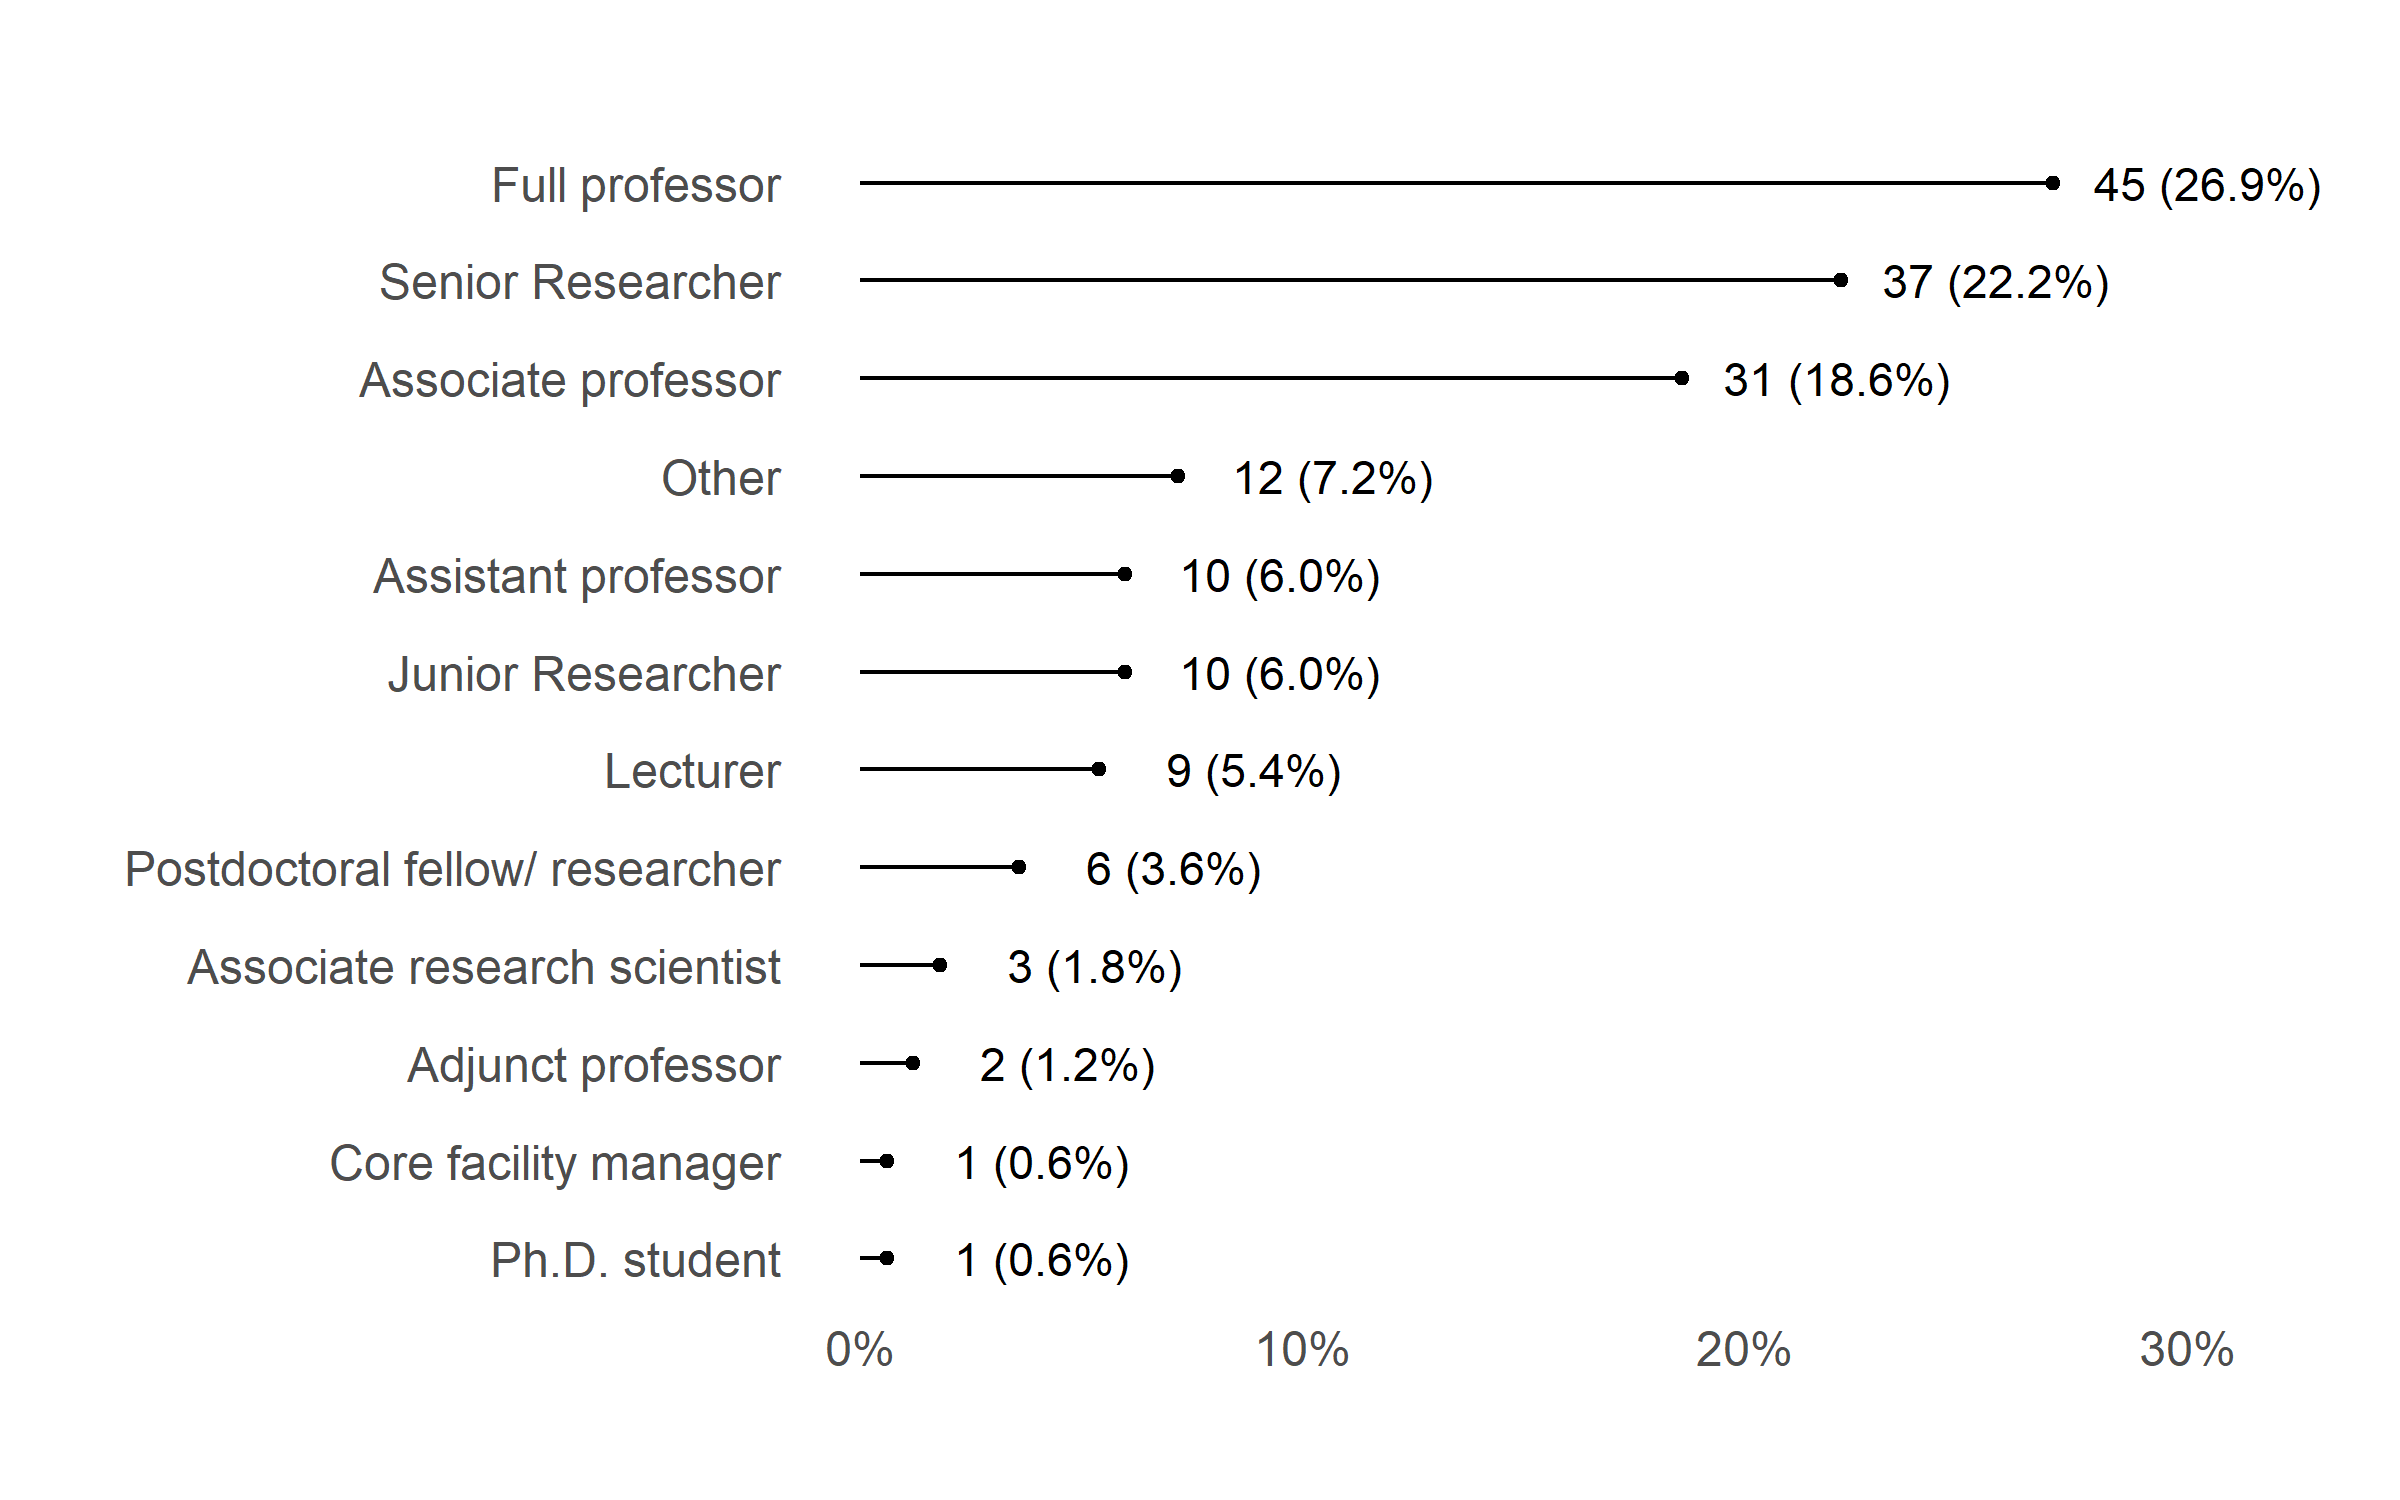 Full professor 45 (26.9%)
Senior Researcher 37 (22.2%)
Associate professor 31 (18.6%)
Other 12 (7.2%)
Assistant professor 10 (6.0%)
Junior Researcher 10 (6.0%)
Lecturer 9 (5.4%)
Postdoctoral fellow/ researcher 6 (3.6%)
Associate research scientist 3 (1.8%)
Adjunct professor 2 (1.2%)
Core facility manager 1 (0.6%)
Ph.D. student 1 (0.6%)
0% 10% 20% 30%